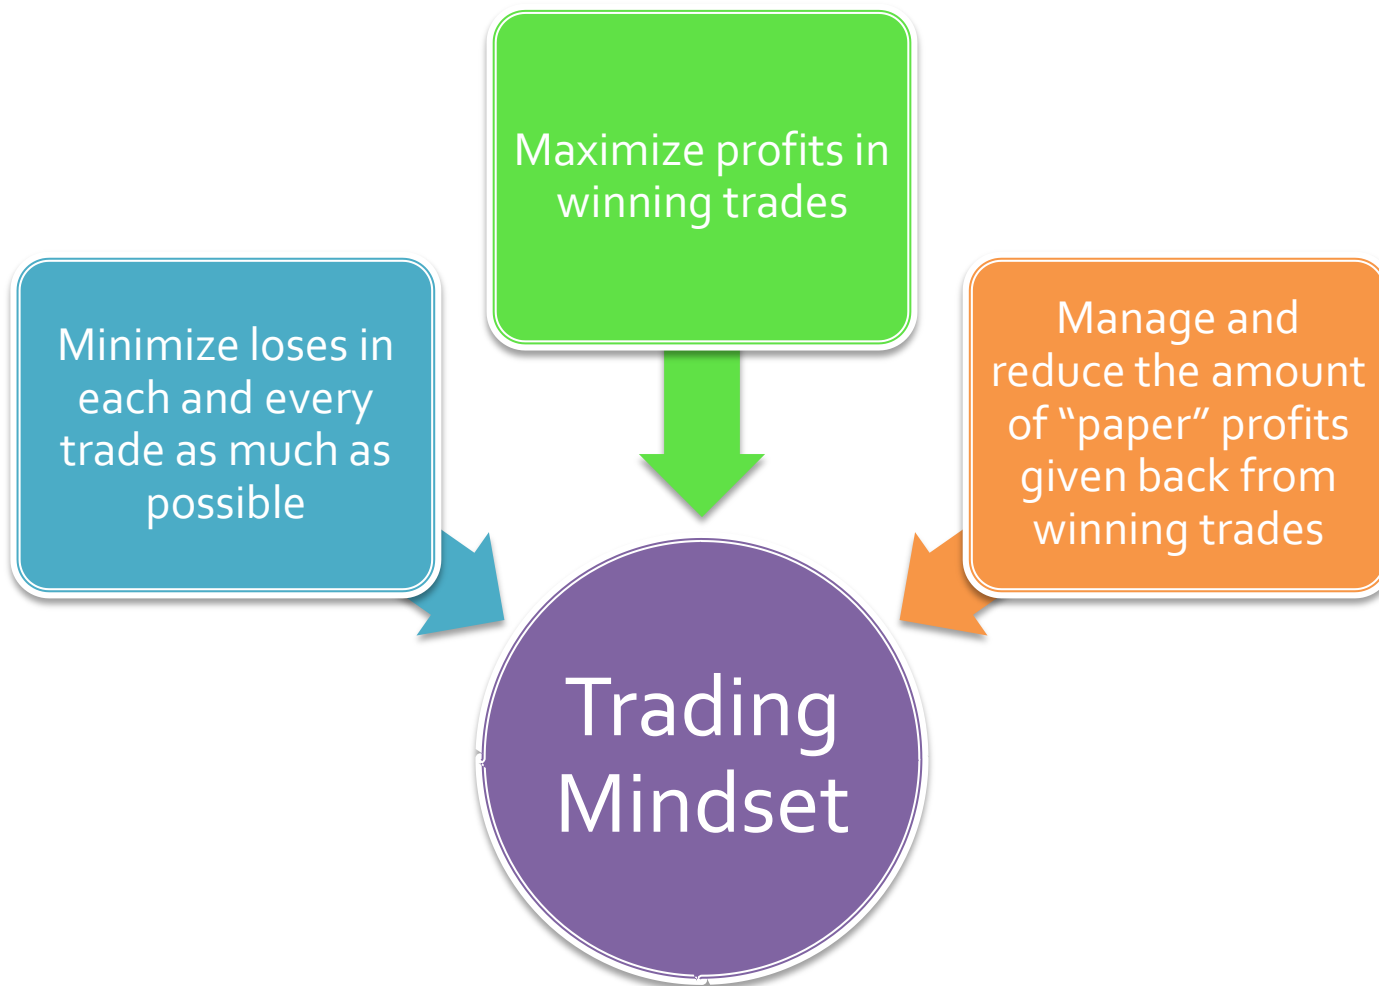 Maximize profits in
winning trades
Minimize loses in
each and every
trade as much as
possible
Manage and
reduce the amount
of “paper” profits
given back from
winning trades
Trading
Mindset